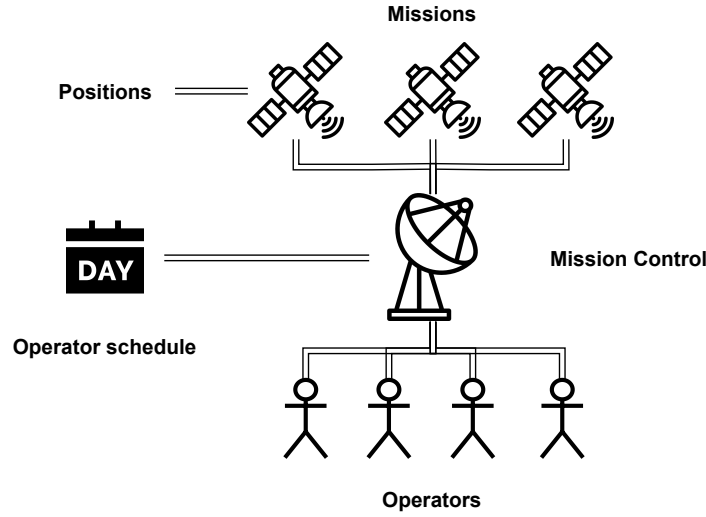 Missions
Positions
DAY
Mission Control
Operator schedule
Operators